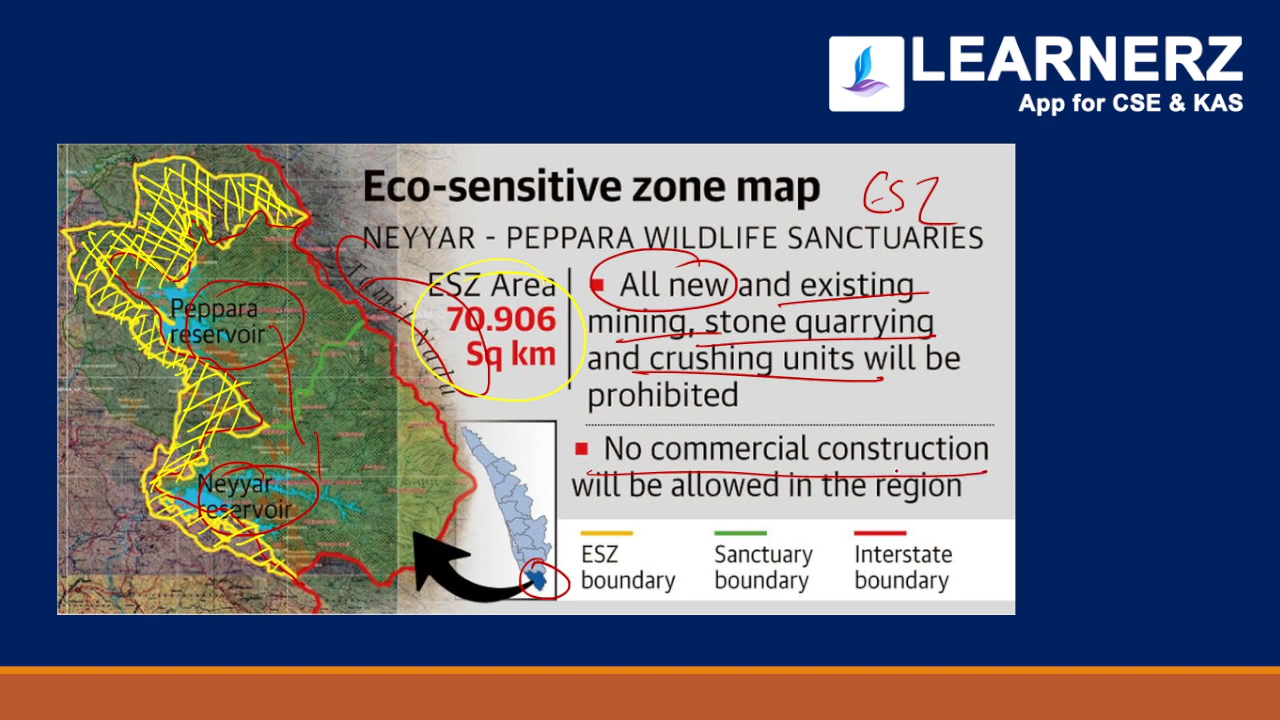 LEARNERZ
App for CSE & KAS
Eco-sensitive zone map
ESZ
NEYYAR - PEPPARA WILDLIFE SANCTUARIES
ESZ Area
70.906
Sq km
All new and existing
mining, stone quarrying
and crushing units will be
prohibited
No commercial construction
will be allowed in the region
Tamil Nadu
Peppara
reservoir
Neyyar
reservoir
ESZ
boundary
Sanctuary
boundary
Interstate
boundary